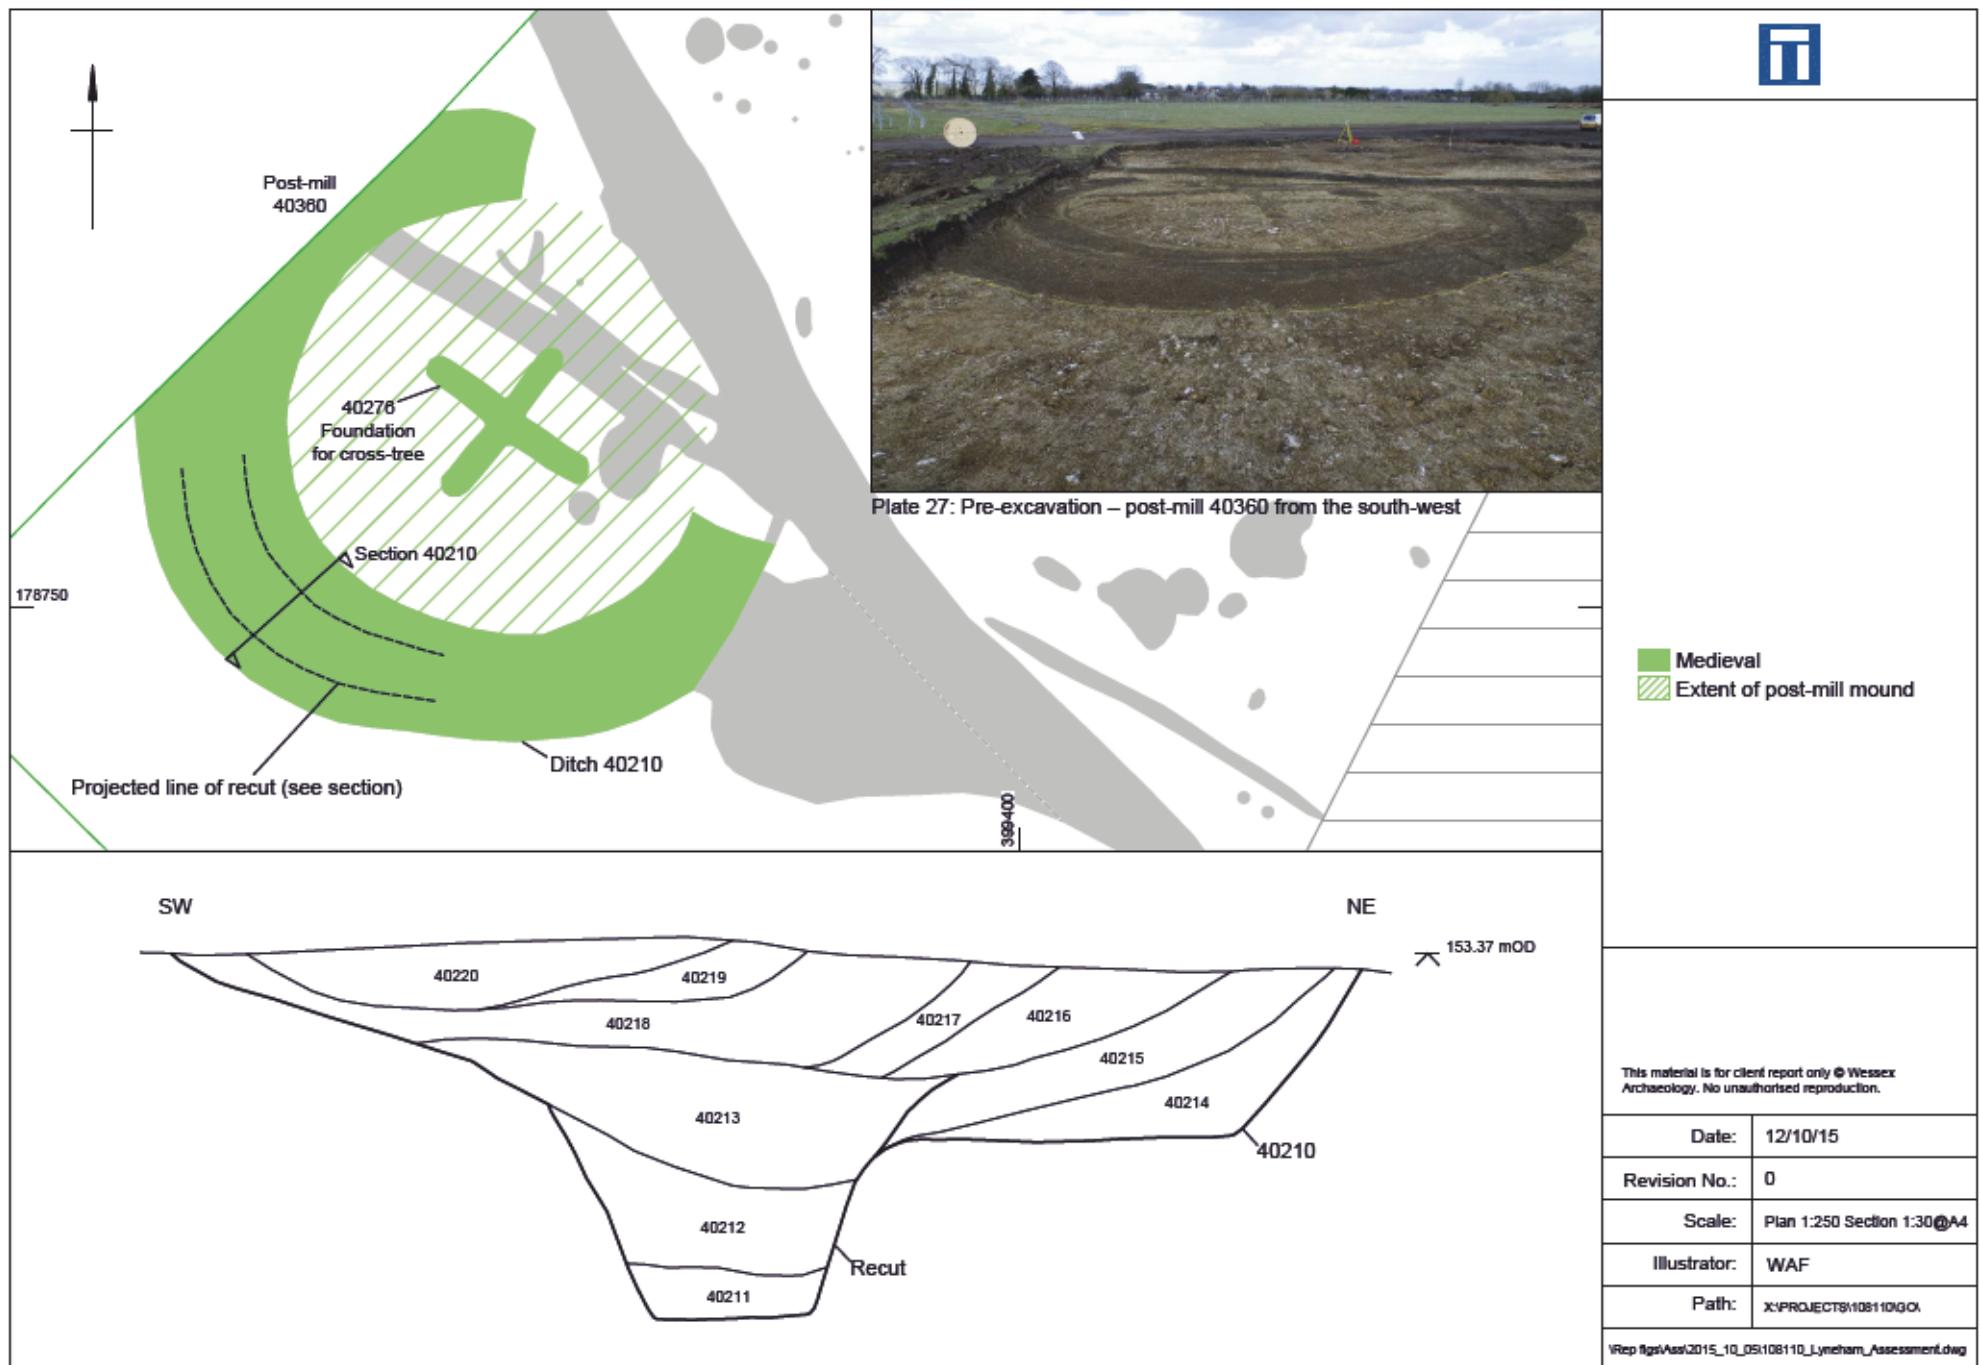 Post-mill
40360
40276
Foundation
for cross-tree
Section 40210
178750
Ditch 40210
Projected line of recut (see section)
399400
Plate 27: Pre-excavation – post-mill 40360 from the south-west
Medieval
Extent of post-mill mound
SW
NE
153.37 mOD
40220
40219
40218
40217
40216
40215
40214
40213
40210
40212
Recut
40211
This material is for client report only © Wessex
Archaeology. No unauthorised reproduction.
Date: 12/10/15
Revision No.: 0
Scale: Plan 1:250 Section 1:30@A4
Illustrator: WAF
Path: X:\PROJECTS\108110\GO\
\Rep figs\Ass\2015_10_05\108110_Lyneham_Assessment.dwg